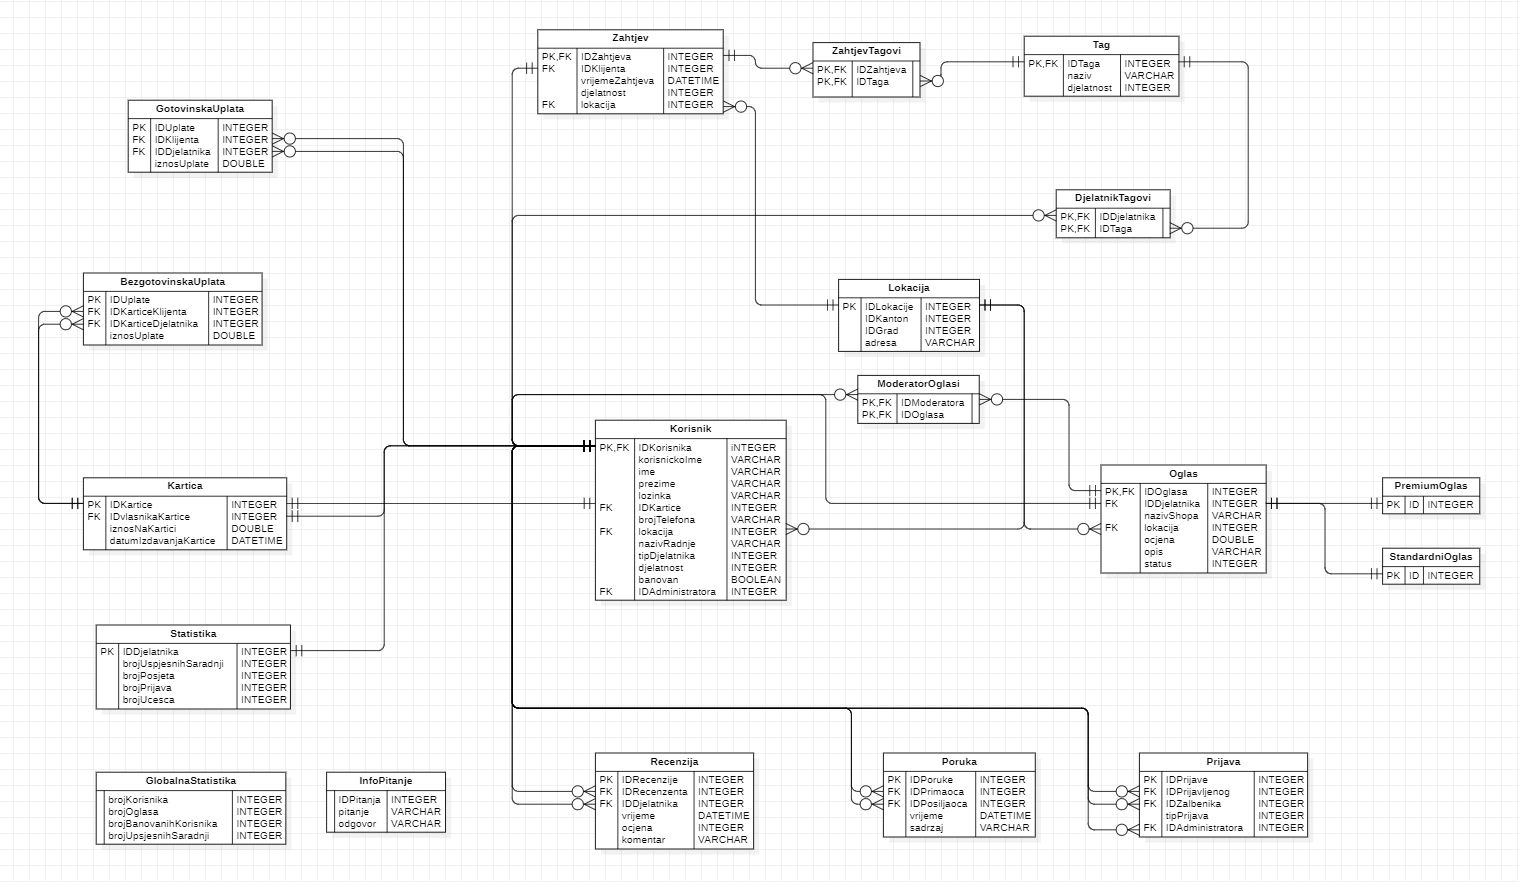 Zahtjev
PK,FK IDZahtjeva INTEGER
FK IDKlijenta INTEGER
vrijemeZahtjeva DATETIME
djelatnost INTEGER
FK lokacija INTEGER
ZahtjevTagovi
PK,FK IDZahtjeva
PK,FK IDTaga
Tag
PK,FK IDTaga INTEGER
naziv VARCHAR
djelatnost INTEGER
GotovinskaUplata
PK IDUplate INTEGER
FK IDKlijenta INTEGER
FK IDDjelatnika INTEGER
iznosUplate DOUBLE
DjelatnikTagovi
PK,FK IDDjelatnika
PK,FK IDTaga
BezgotovinskaUplata
PK IDUplate INTEGER
FK IDKarticeKlijenta INTEGER
FK IDKarticeDjelatnika INTEGER
iznosUplate DOUBLE
Lokacija
PK IDLokacije INTEGER
IDKanton INTEGER
IDGrad INTEGER
adresa VARCHAR
ModeratorOglasi
PK,FK IDModeratora
PK,FK IDOglasa
Korisnik
PK,FK IDKorisnika iNTEGER
korisnickoIme VARCHAR
ime VARCHAR
prezime VARCHAR
lozinka VARCHAR
FK IDKartice INTEGER
brojTelefona VARCHAR
FK lokacija INTEGER
nazivRadnje VARCHAR
tipDjelatnika INTEGER
djelatnost INTEGER
banovan BOOLEAN
FK IDAdministratora INTEGER
Kartica
PK IDKartice INTEGER
FK IDvlasnikaKartice INTEGER
iznosNaKartici DOUBLE
datumIzdavanjaKartice DATETIME
Oglas
PK,FK IDOglasa INTEGER
FK IDDjelatnika INTEGER
nazivShopa VARCHAR
FK lokacija INTEGER
ocjena DOUBLE
opis VARCHAR
status INTEGER
PremiumOglas
PK ID INTEGER
StandardniOglas
PK ID INTEGER
Statistika
PK IDDjelatnika INTEGER
brojUspjesnihSaradnji INTEGER
brojPosjeta INTEGER
brojPrijava INTEGER
brojUcesca INTEGER
GlobalnaStatistika
brojKorisnika INTEGER
brojOglasa INTEGER
brojBanovanihKorisnika INTEGER
brojUpsjesnihSaradnji INTEGER
InfoPitanje
IDPitanja INTEGER
pitanje VARCHAR
odgovor VARCHAR
Recenzija
PK IDRecenzije INTEGER
FK IDRecenzenta INTEGER
FK IDDjelatnika INTEGER
vrijeme DATETIME
ocjena INTEGER
komentar VARCHAR
Poruka
PK IDPoruke INTEGER
FK IDPrimaoca INTEGER
FK IDPosiljaoca INTEGER
vrijeme DATETIME
sadrzaj VARCHAR
Prijava
PK IDPrijave INTEGER
FK IDPrijavljenog INTEGER
FK IDZalbenika INTEGER
tipPrijava INTEGER
FK IDAdministratora INTEGER